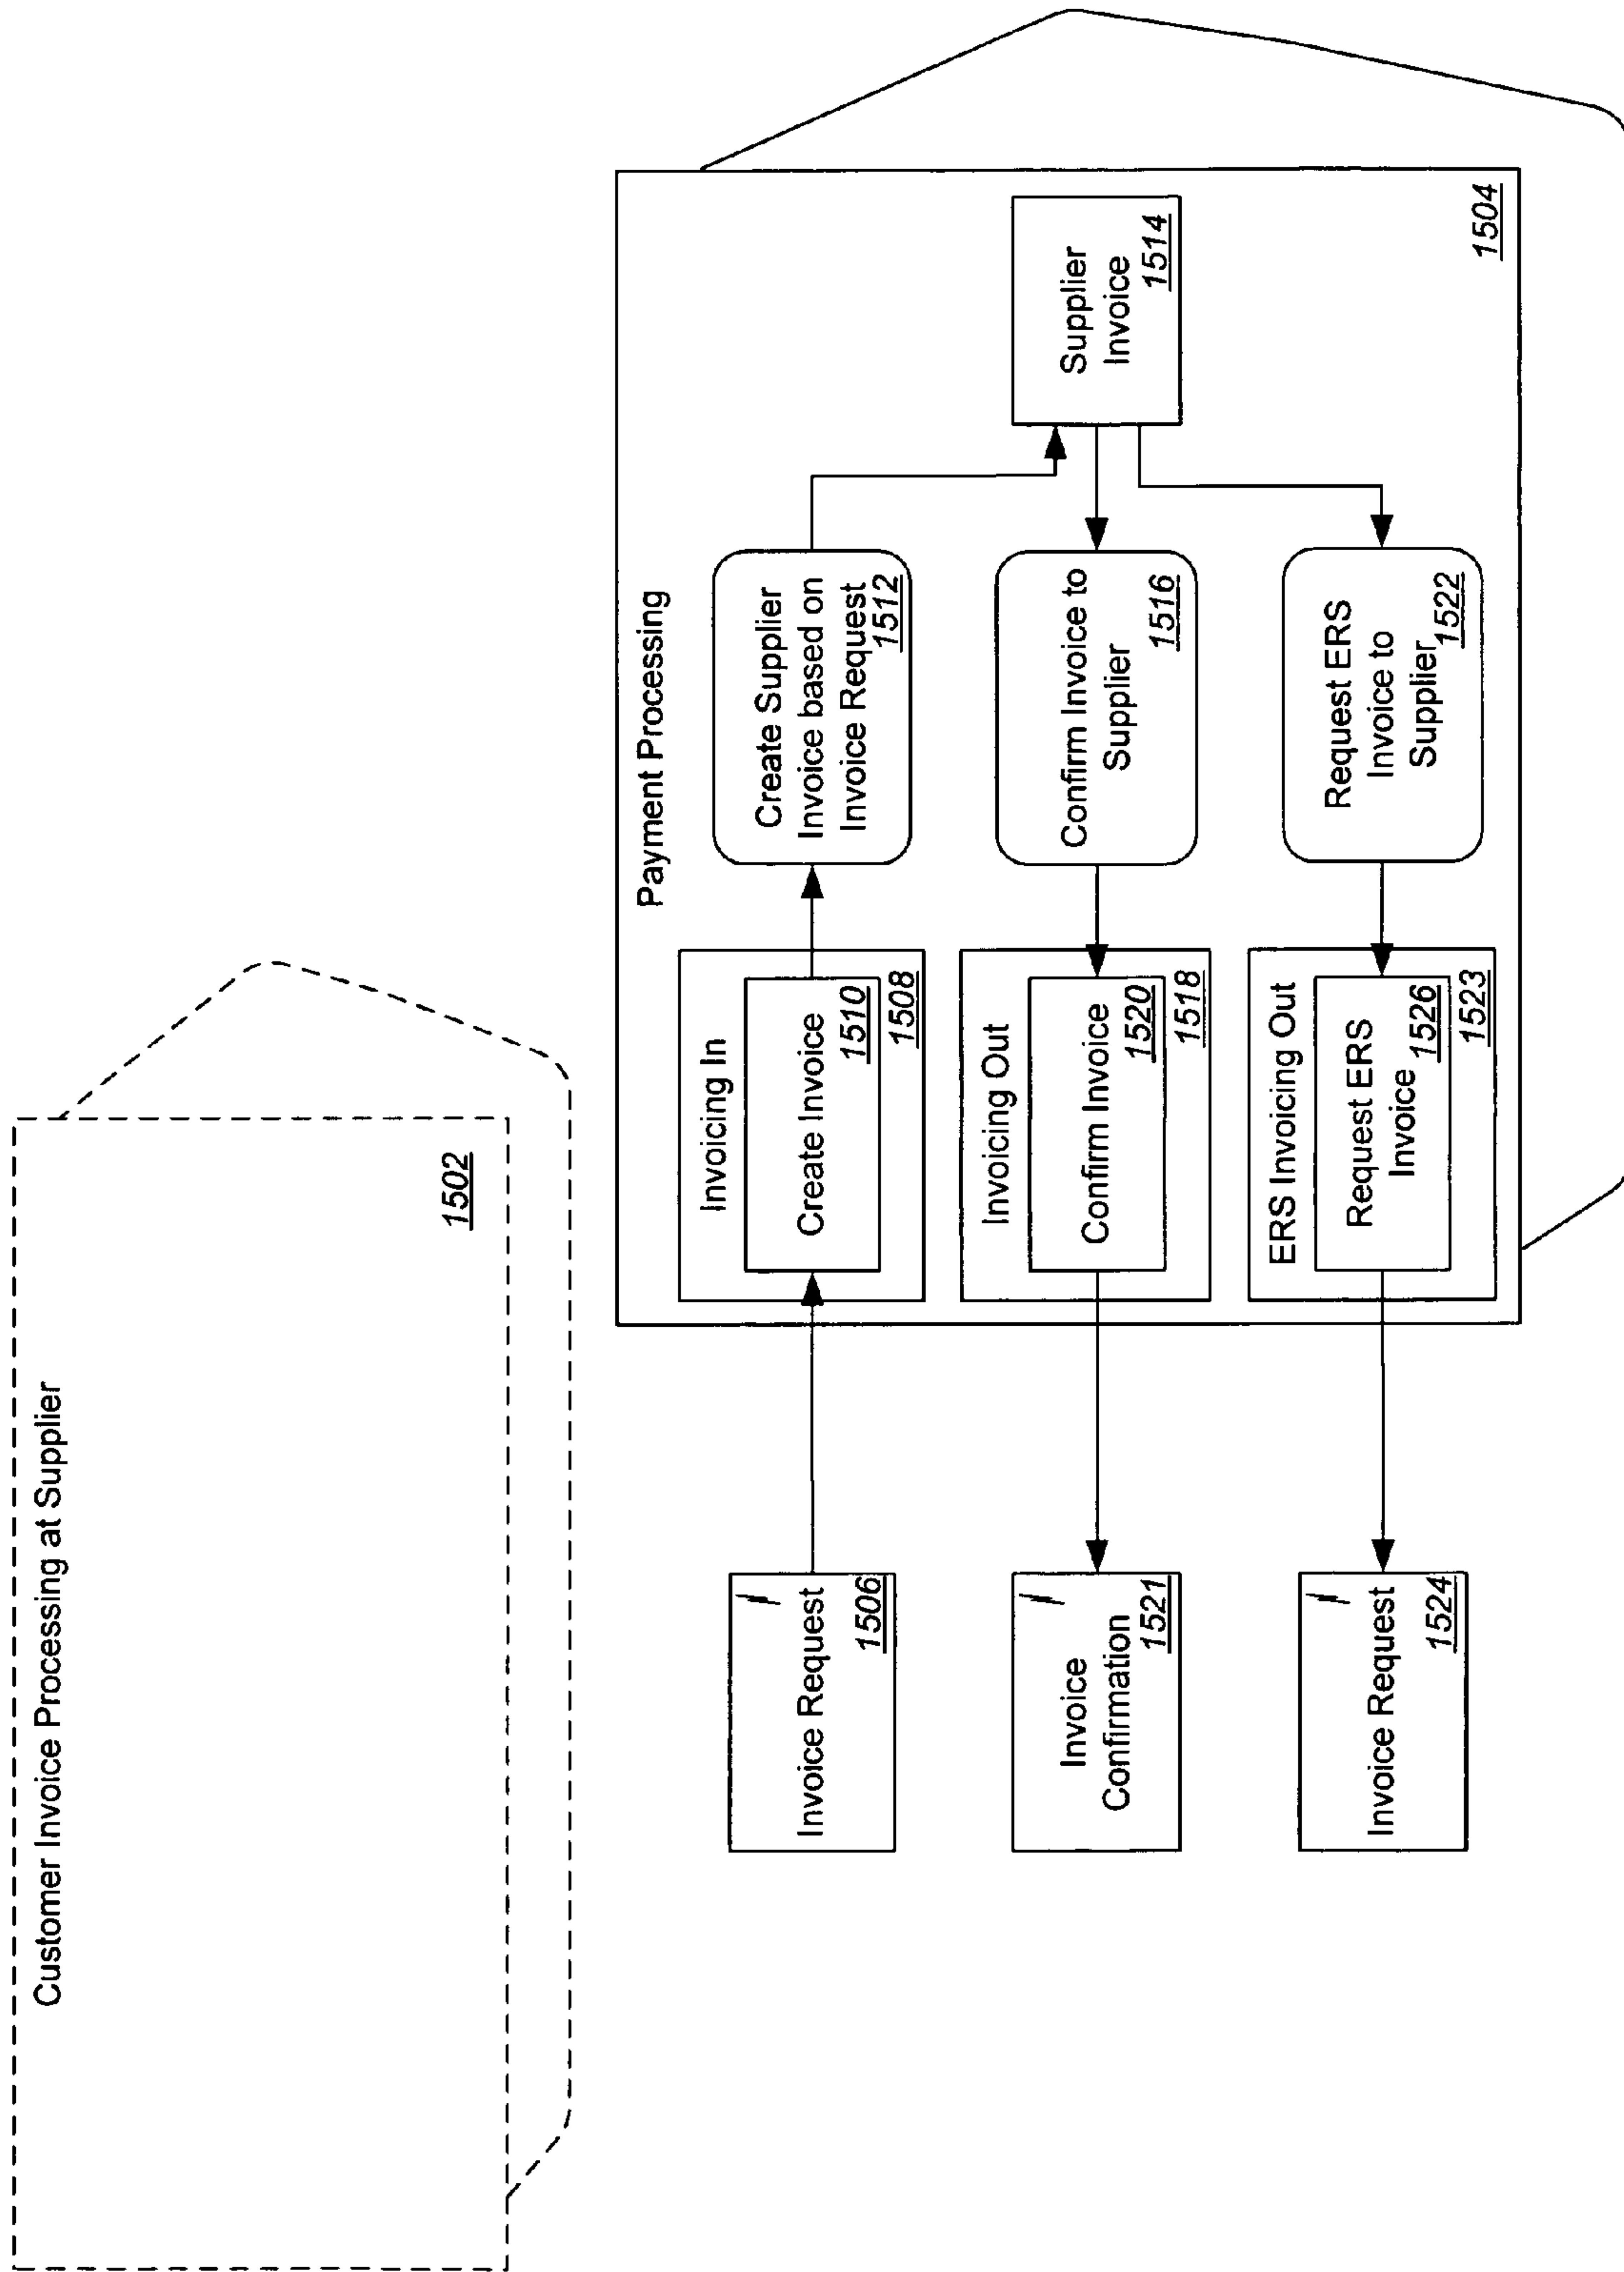 Customer Invoice Processing at Supplier
1502
Payment Processing
Invoice Request
1506
Invoicing In
Create Invoice
1510
1508
Create Supplier
Invoice based on
Invoice Request
1512
Supplier
Invoice
1514
Invoice
Confirmation
1521
Invoicing Out
Confirm Invoice
1520
1518
Confirm Invoice to
Supplier
1516
Invoice Request
1524
ERS Invoicing Out
Request ERS
Invoice
1526
1523
Request ERS
Invoice to
Supplier
1522
1504